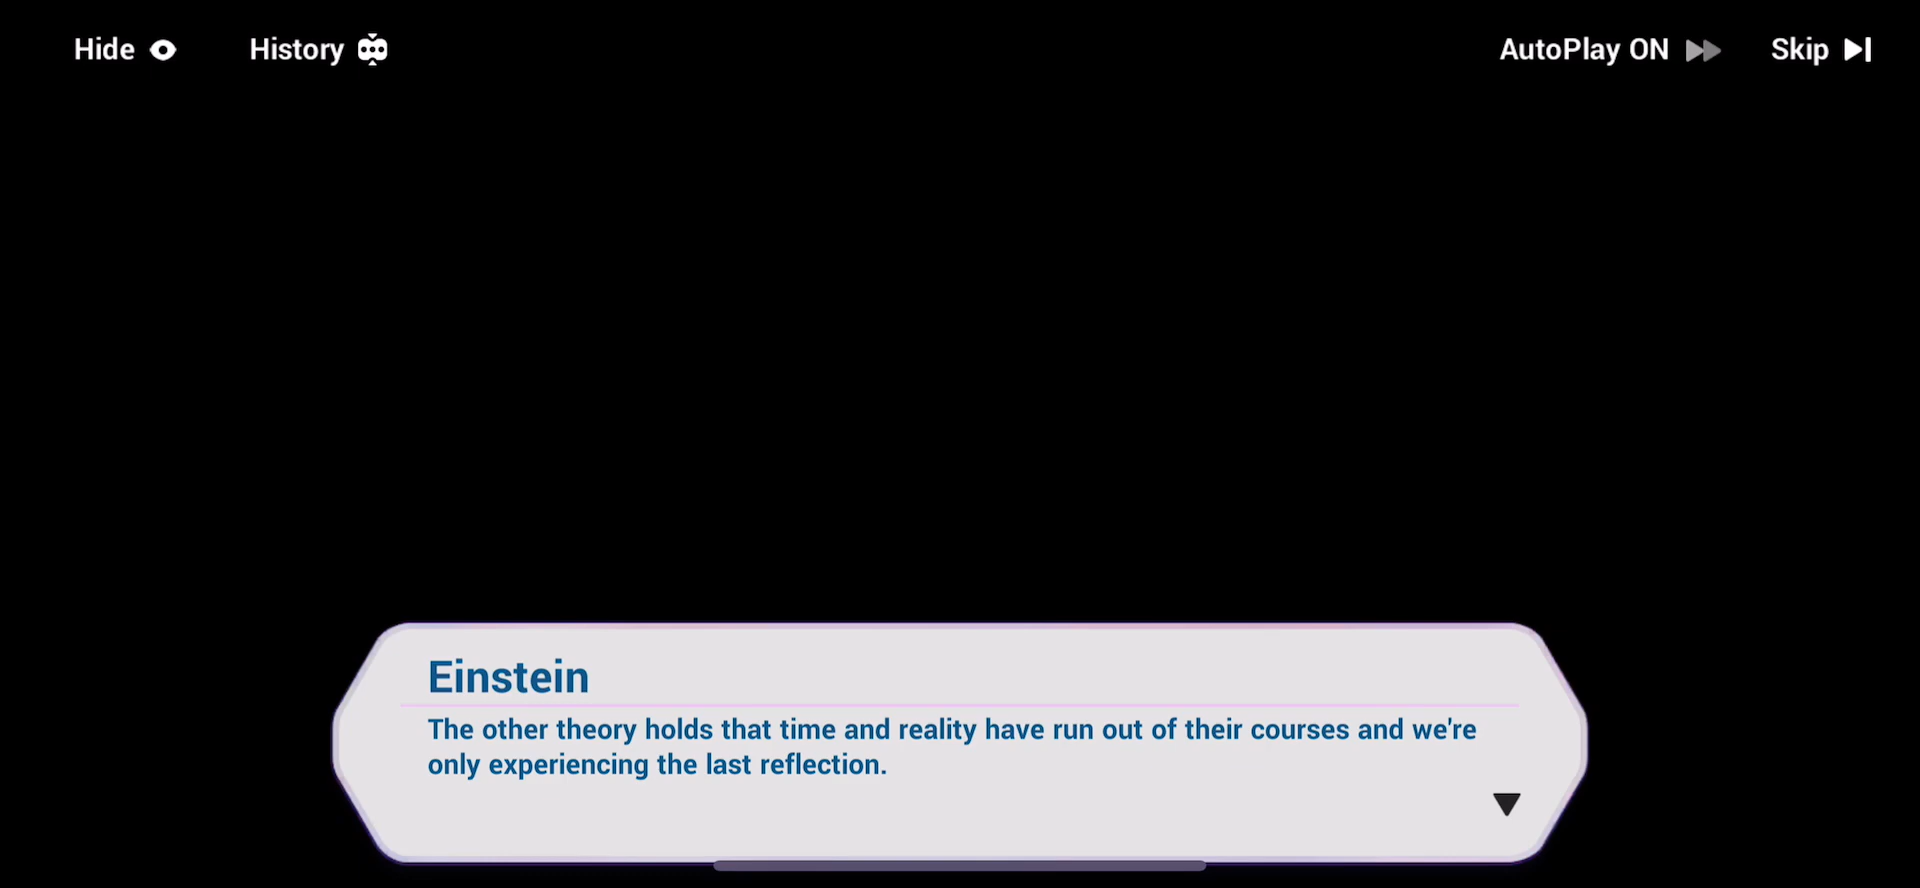 Hide
History
AutoPlay ON
Skip
Einstein
The other theory holds that time and reality have run out of their courses and we're
only experiencing the last reflection.